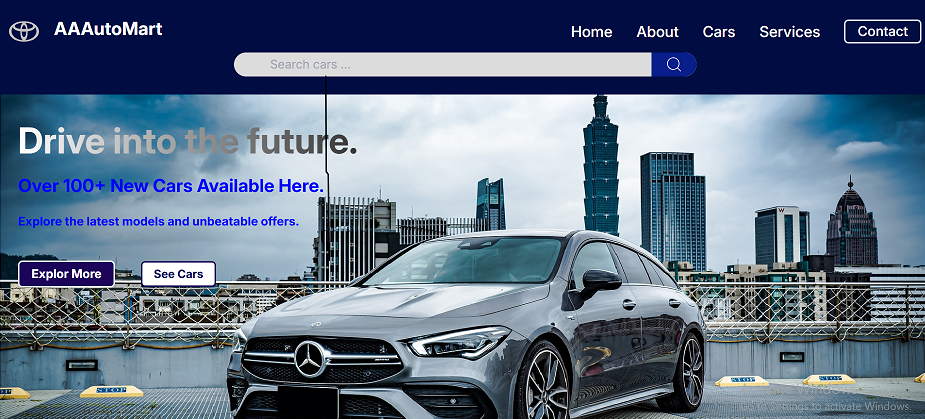 AAAutoMart
Home About Cars Services Contact
Search cars ...
Drive into the future.
Over 100+ New Cars Available Here.
Explore the latest models and unbeatable offers.
Explor More See Cars
W
STOP
STOP
STOP
STOP
settings to activate Windows.